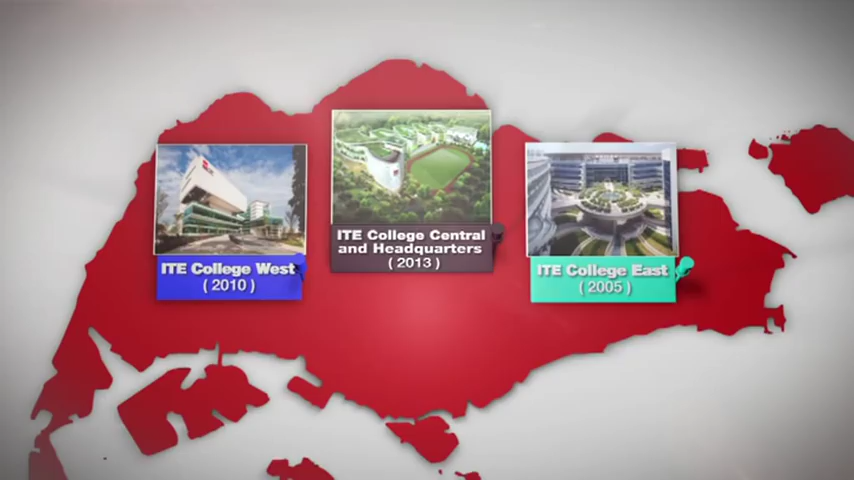 ITE College West
( 2010 )
ITE College Central
and Headquarters
( 2013 )
ITE College East
( 2005 )